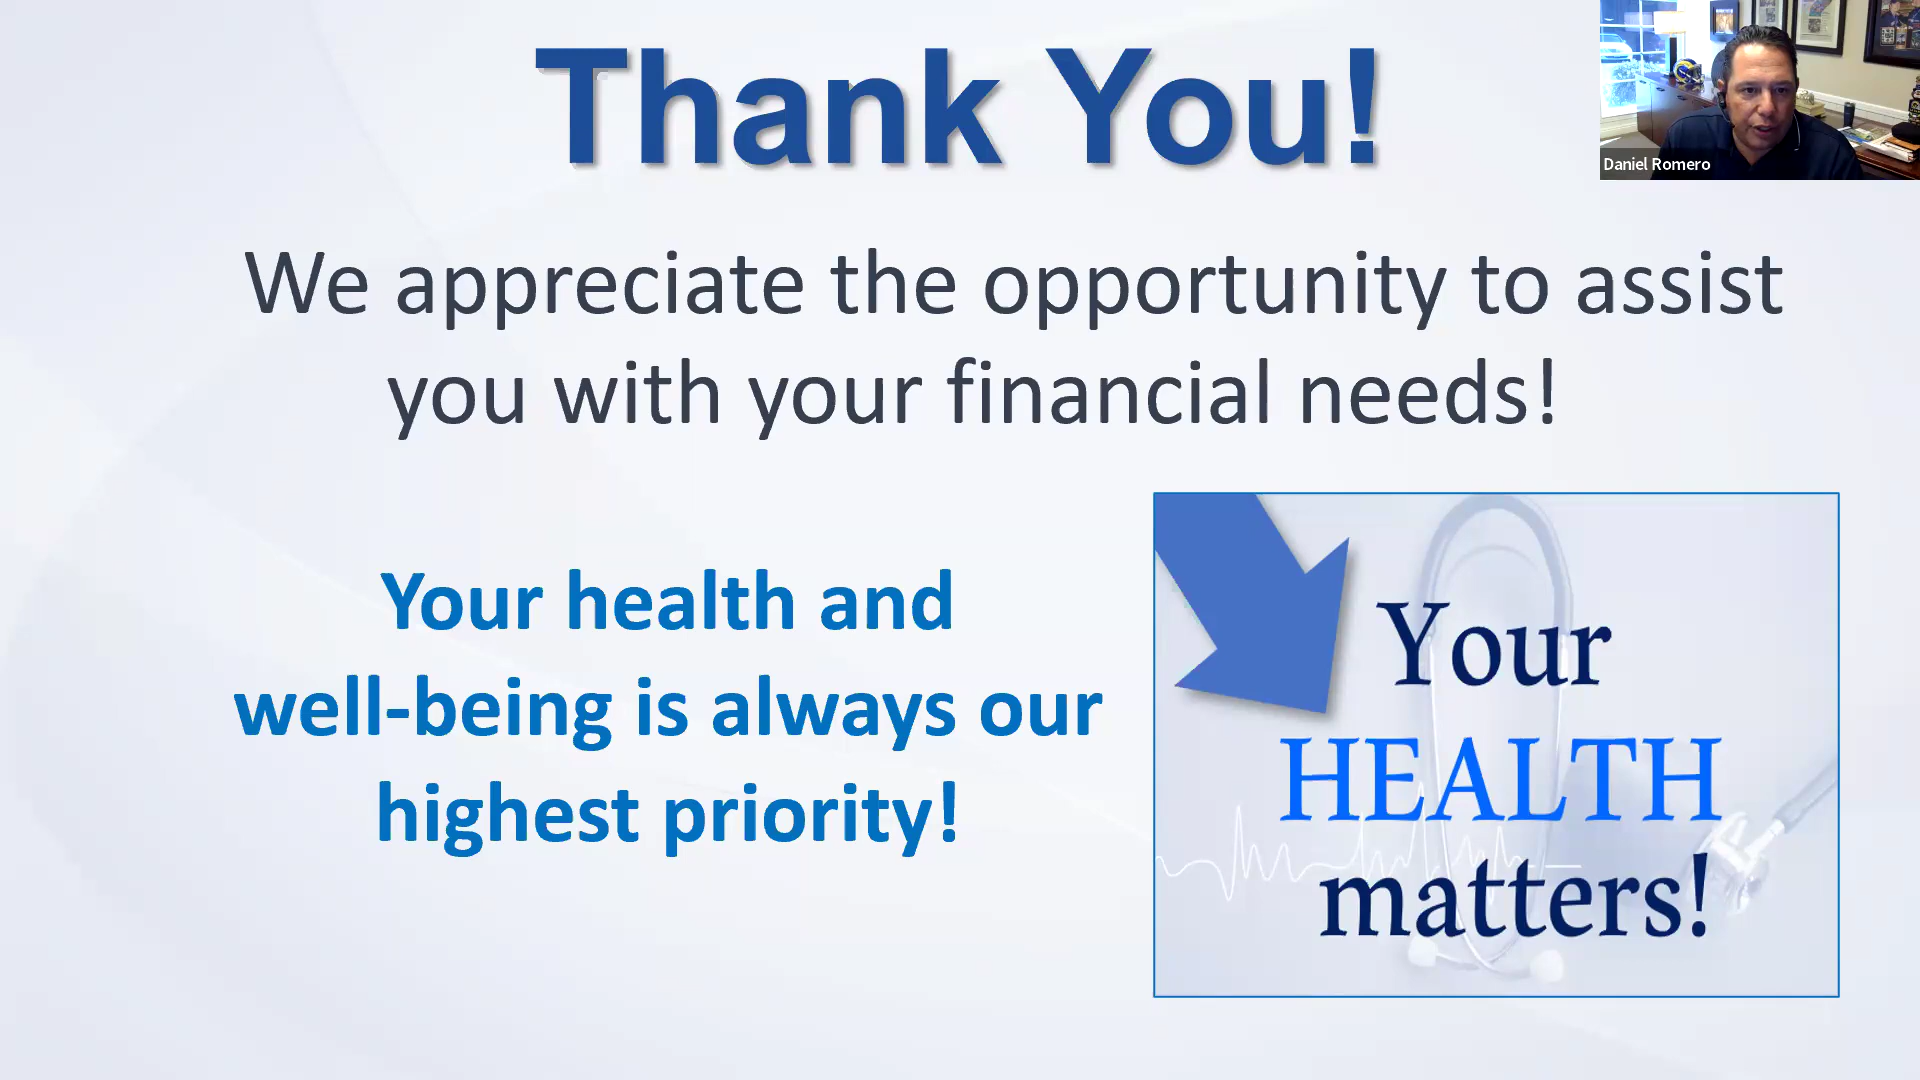 Thank You!
Daniel Romero
We appreciate the opportunity to assist
you with your financial needs!
Your health and
well-being is always our
highest priority!
Your
HEALTH
matters!